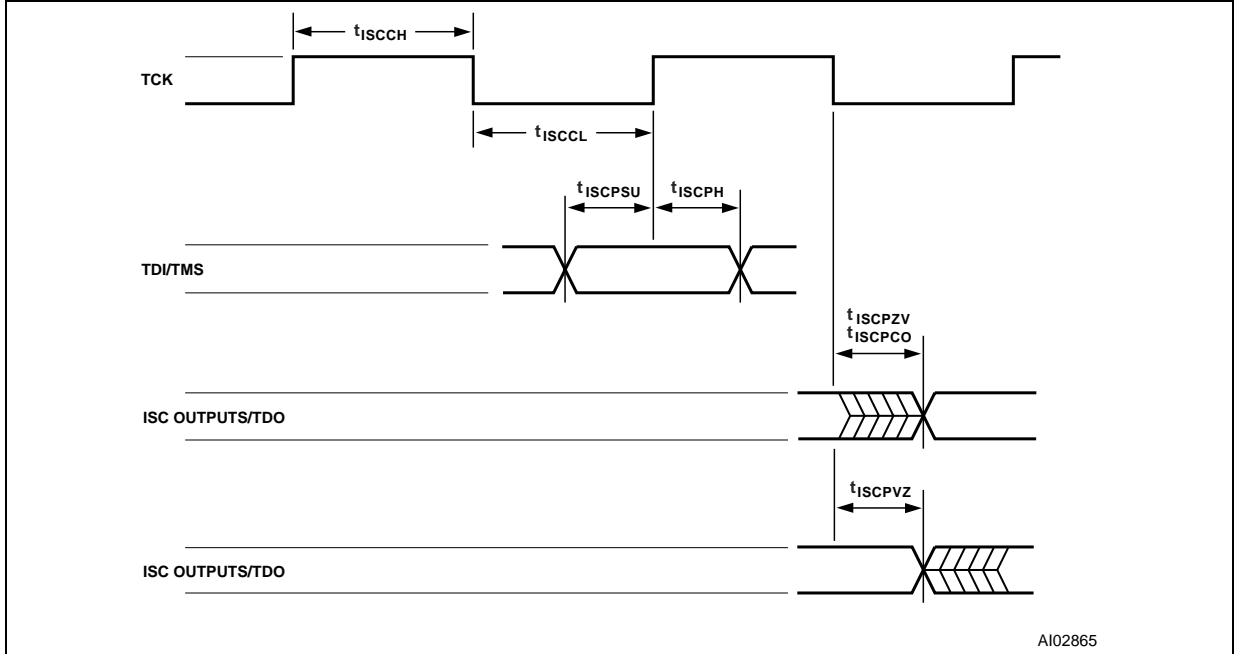 tISCCH
TCK
tISCCL
tISCPSU
tISCPH
TDI/TMS
tISCPZV
tISCPCO
ISC OUTPUTS/TDO
tISCPVZ
ISC OUTPUTS/TDO
AI02865